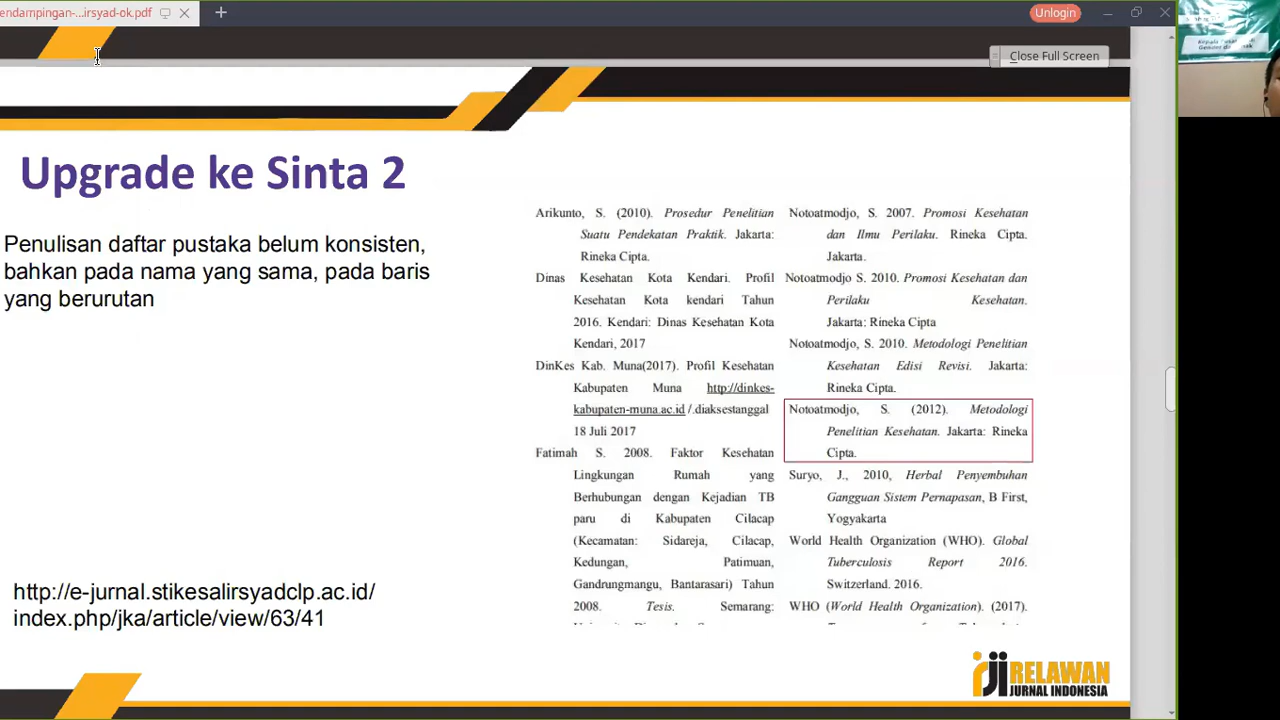 endampingan-...irsyad-ok.pdf
Unlogin
Close Full Screen
Upgrade ke Sinta 2
Penulisan daftar pustaka belum konsisten,
bahkan pada nama yang sama, pada baris
yang berurutan
http://e-jurnal.stikesalirsyadclp.ac.id/
index.php/jka/article/view/63/41
Arikunto, S. (2010). Prosedur Penelitian
Suatu Pendekatan Praktik. Jakarta:
Rineka Cipta.
Dinas Kesehatan Kota Kendari. Profil
Kesehatan Kota kendari Tahun
2016. Kendari: Dinas Kesehatan Kota
Kendari, 2017
DinKes Kab. Muna(2017). Profil Kesehatan
Kabupaten Muna http://dinkes-
kabupaten-muna.ac.id /.diaksestanggal
18 Juli 2017
Fatimah S. 2008. Faktor Kesehatan
Lingkungan Rumah yang
Berhubungan dengan Kejadian TB
paru di Kabupaten Cilacap
(Kecamatan: Sidareja, Cilacap,
Kedungan, Patimuan,
Gandrungmangu, Bantarasari) Tahun
2008. Tesis. Semarang:
Notoatmodjo, S. 2007. Promosi Kesehatan
dan Ilmu Perilaku. Rineka Cipta.
Jakarta.
Notoatmodjo S. 2010. Promosi Kesehatan dan
Perilaku Kesehatan.
Jakarta: Rineka Cipta
Notoatmodjo, S. 2010. Metodologi Penelitian
Kesehatan Edisi Revisi. Jakarta:
Rineka Cipta.
Notoatmodjo, S. (2012). Metodologi
Penelitian Kesehatan. Jakarta: Rineka
Cipta.
Suryo, J., 2010, Herbal Penyembuhan
Gangguan Sistem Pernapasan, B First,
Yogyakarta
World Health Organization (WHO). Global
Tuberculosis Report 2016.
Switzerland. 2016.
WHO (World Health Organization). (2017).
rji RELAWAN
JURNAL INDONESIA